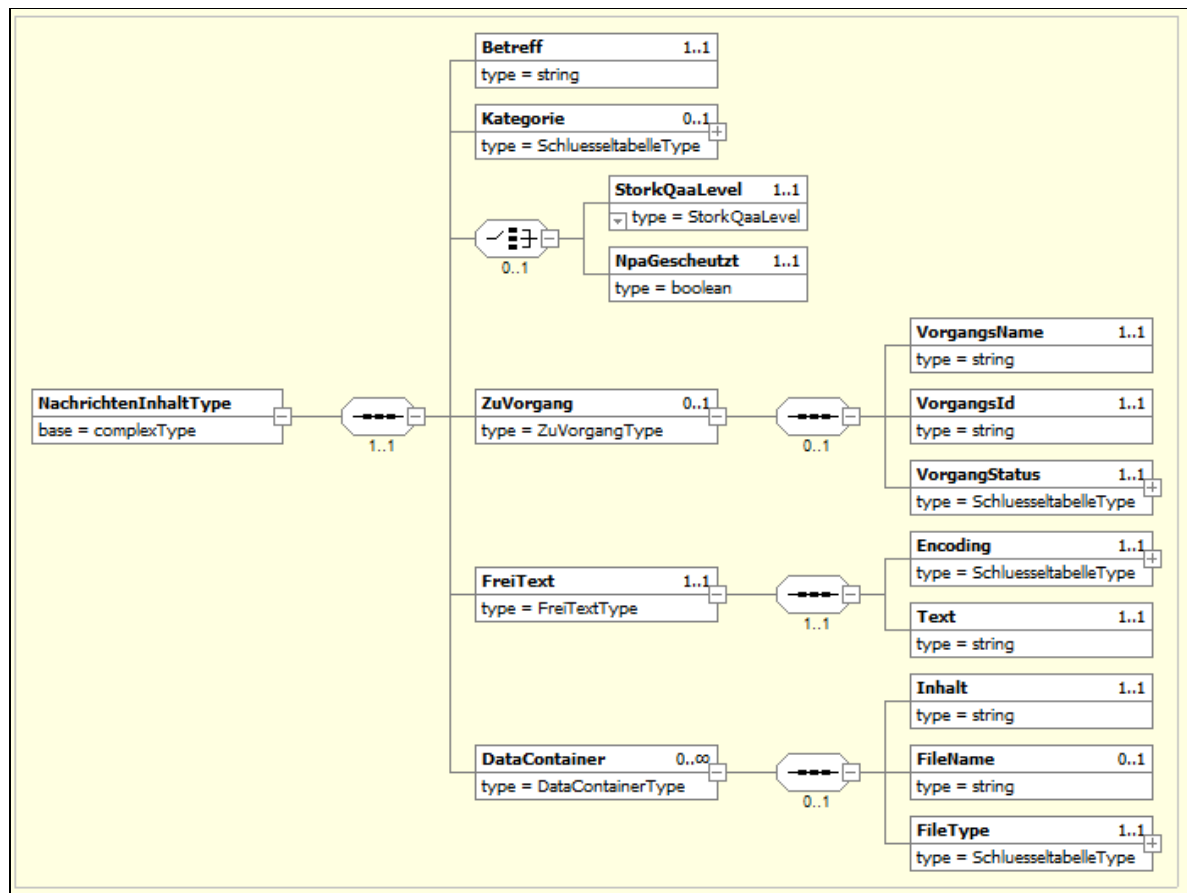 Betreff 1..1
type = string
Kategorie 0..1
type = SchluesseltabelleType
StorkQaaLevel 1..1
type = StorkQaaLevel
0..1
NpaGescheutzt 1..1
type = boolean
NachrichtenInhaltType
base = complexType
1..1
ZuVorgang 0..1
type = ZuVorgangType
0..1
VorgangsName 1..1
type = string
VorgangsId 1..1
type = string
VorgangStatus 1..1
type = SchluesseltabelleType
FreiText 1..1
type = FreiTextType
1..1
Encoding 1..1
type = SchluesseltabelleType
Text 1..1
type = string
DataContainer 0..∞
type = DataContainerType
0..1
Inhalt 1..1
type = string
FileName 0..1
type = string
FileType 1..1
type = SchluesseltabelleType